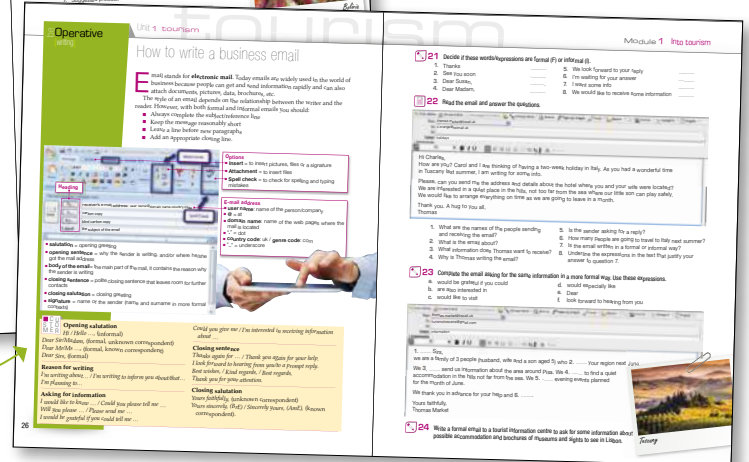 Operative
writing
Unit 1 tourism
tourism
How to write a business email
Email stands for electronic mail. Today emails are widely used in the world of
business because people can get and send information rapidly and can also
attach documents, pictures, data, brochures, etc.
The style of an email depends on the relationship between the writer and the
reader. However, with both formal and informal emails you should:
Always complete the subject/reference line
Keep the message reasonably short
Leave a line before new paragraphs
Add an appropriate closing line.
Heading
Options
Insert = to insert pictures, files or a signature
Attachment = to insert files
Spell check = to check for spelling and typing
mistakes
E-mail address
user name: name of the person/company
@ = at
domain name: name of the web pages where the
mail is located
"." = dot
country code: uk / genre code: com
"_" = underscore
salutation = opening greeting
opening sentence = why the sender is writing and/or where he/she
got the mail address
body of the email= the main part of the mail, it contains the reason why
the sender is writing
closing sentence = polite closing sentence that leaves room for further
contacts
closing salutation = closing greeting
signature = name of the sender (name and surname in more formal
contexts)
Opening salutation
Hi / Hello ... (informal)
Dear Sir/Madam, (formal, unknown correspondent)
Dear Mr/Ms ... (formal, known correspondent)
Dear Sirs, (formal)
Reason for writing
I'm writing about... / I'm writing to inform you about/that...
I'm planning to...
Asking for information
I would like to know ... / Could you please tell me ...
Will you please ... / Please send me ...
I would be grateful if you could tell me ...
Could you give me / I'm interested in receiving information
about ...
Closing sentence
Thanks again for ... / Thank you again for your help.
I look forward to hearing from you/to a prompt reply.
Best wishes, / Kind regards, / Best regards,
Thank you for your attention.
Closing salutation
Yours faithfully, (unknown correspondent)
Yours sincerely, (BrE) / Sincerely yours, (AmE). (known
correspondent).
26
Module 1 Into tourism
21 Decide if these words/expressions are formal (F) or informal (I).
1. Thanks
2. See you soon
3. Dear Susan,
4. Dear Madam,
5. We look forward to your reply
6. I'm waiting for your answer
7. I want some info
8. We would like to receive some information
22 Read the email and answer the questions.
Hi Charles,
How are you? Carol and I are thinking of having a two-week holiday in Italy. As you had a wonderful time
in Tuscany last summer, I am writing for some info.
Please, can you send me the address and details about the hotel where you and your wife were located?
We are interested in a quiet place in the hills, not too far from the sea where our little son can play safely.
We would like to arrange everything on time as we are going to leave in a month.
Thank you. A hug to you all,
Thomas
1. What are the names of the people sending
and receiving the email?
2. What is the email about?
3. What information does Thomas want to receive?
4. Why is Thomas writing the email?
5. Is the sender asking for a reply?
6. How many people are going to travel to Italy next summer?
7. Is the email written in a formal or informal way?
8. Underline the expressions in the text that justify your
answer to question 7.
23 Complete the email asking for the same information in a more formal way. Use these expressions.
a. would be grateful if you could
b. are also interested in
c. would like to visit
d. would especially like
e. Dear
f. look forward to hearing from you
1. ........ Sirs,
we are a family of 3 people (husband, wife and a son aged 5) who 2. ........ your region next June.
We 3. ........ send us information about the area around Pisa. We 4. ........ to find a quiet
accommodation in the hills not far from the sea. We 5. ........ evening events planned
for the month of June.
We thank you in advance for your help and 6. ........
Yours faithfully,
Thomas Market
Tuscany
24 Write a formal email to a tourist information centre to ask for some information about
possible accommodation and brochures of museums and sights to see in Lisbon.